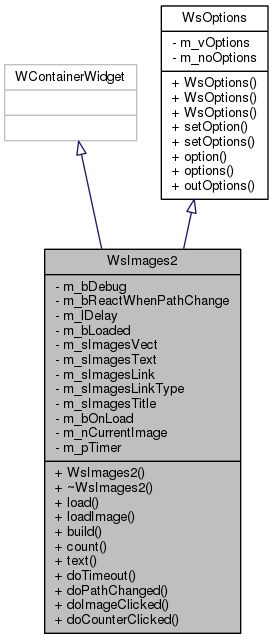 WsOptions
- m_vOptions
- m_noOptions
+ WsOptions()
+ WsOptions()
+ WsOptions()
+ setOption()
+ setOptions()
+ option()
+ options()
+ outOptions()
WContainerWidget
WsImages2
- m_bDebug
- m_bReactWhenPathChange
- m_lDelay
- m_bLoaded
- m_sImagesVect
- m_sImagesText
- m_sImagesLink
- m_sImagesLinkType
- m_sImagesTitle
- m_bOnLoad
- m_nCurrentImage
- m_pTimer
+ WsImages2()
+ ~WsImages2()
+ load()
+ loadImage()
+ build()
+ count()
+ text()
+ doTimeout()
+ doPathChanged()
+ doImageClicked()
+ doCounterClicked()